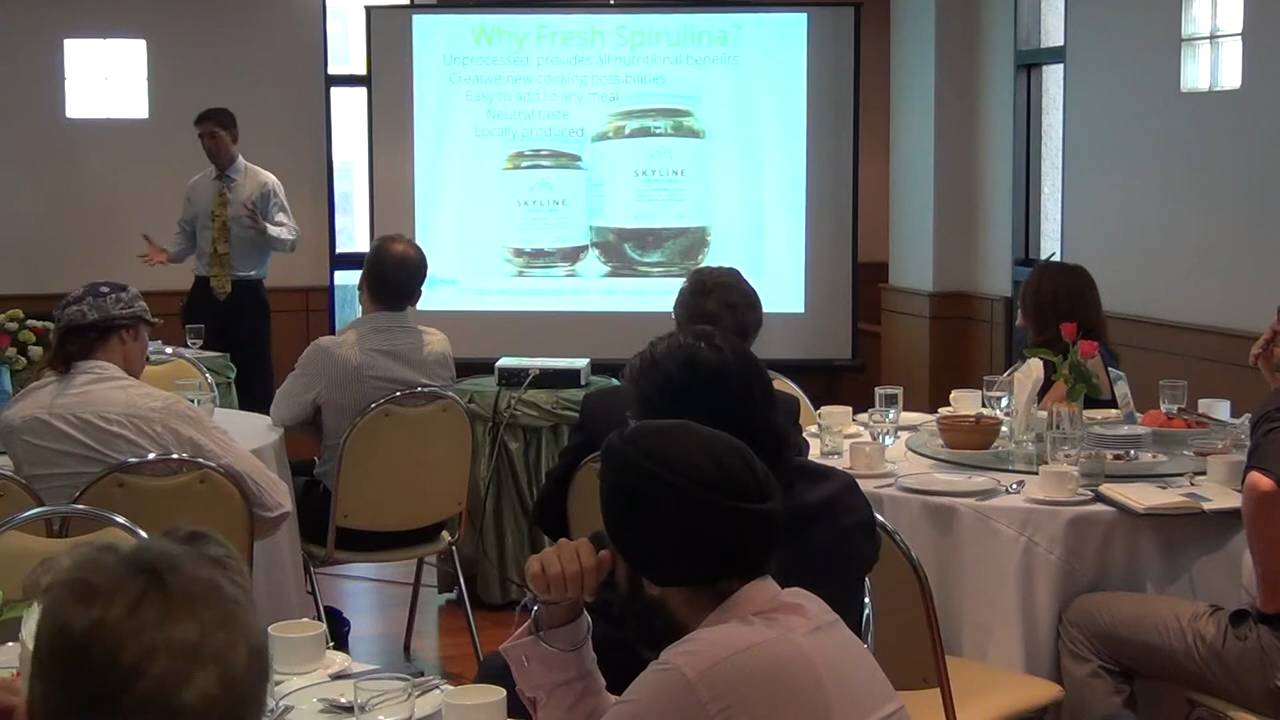 Why Fresh Spirulina?
Unprocessed, provides all nutritional benefits
Creative new cooking possibilities
Easy to add to any meal
Neutral taste
Locally produced
SKYLINE
SKYLINE